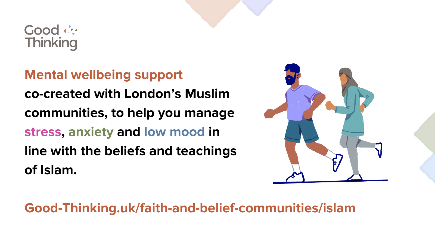 Good
Thinking
Mental wellbeing support
co-created with London's Muslim
communities, to help you manage
stress, anxiety and low mood in
line with the beliefs and teachings
of Islam.
Good-Thinking.uk/faith-and-belief-communities/islam